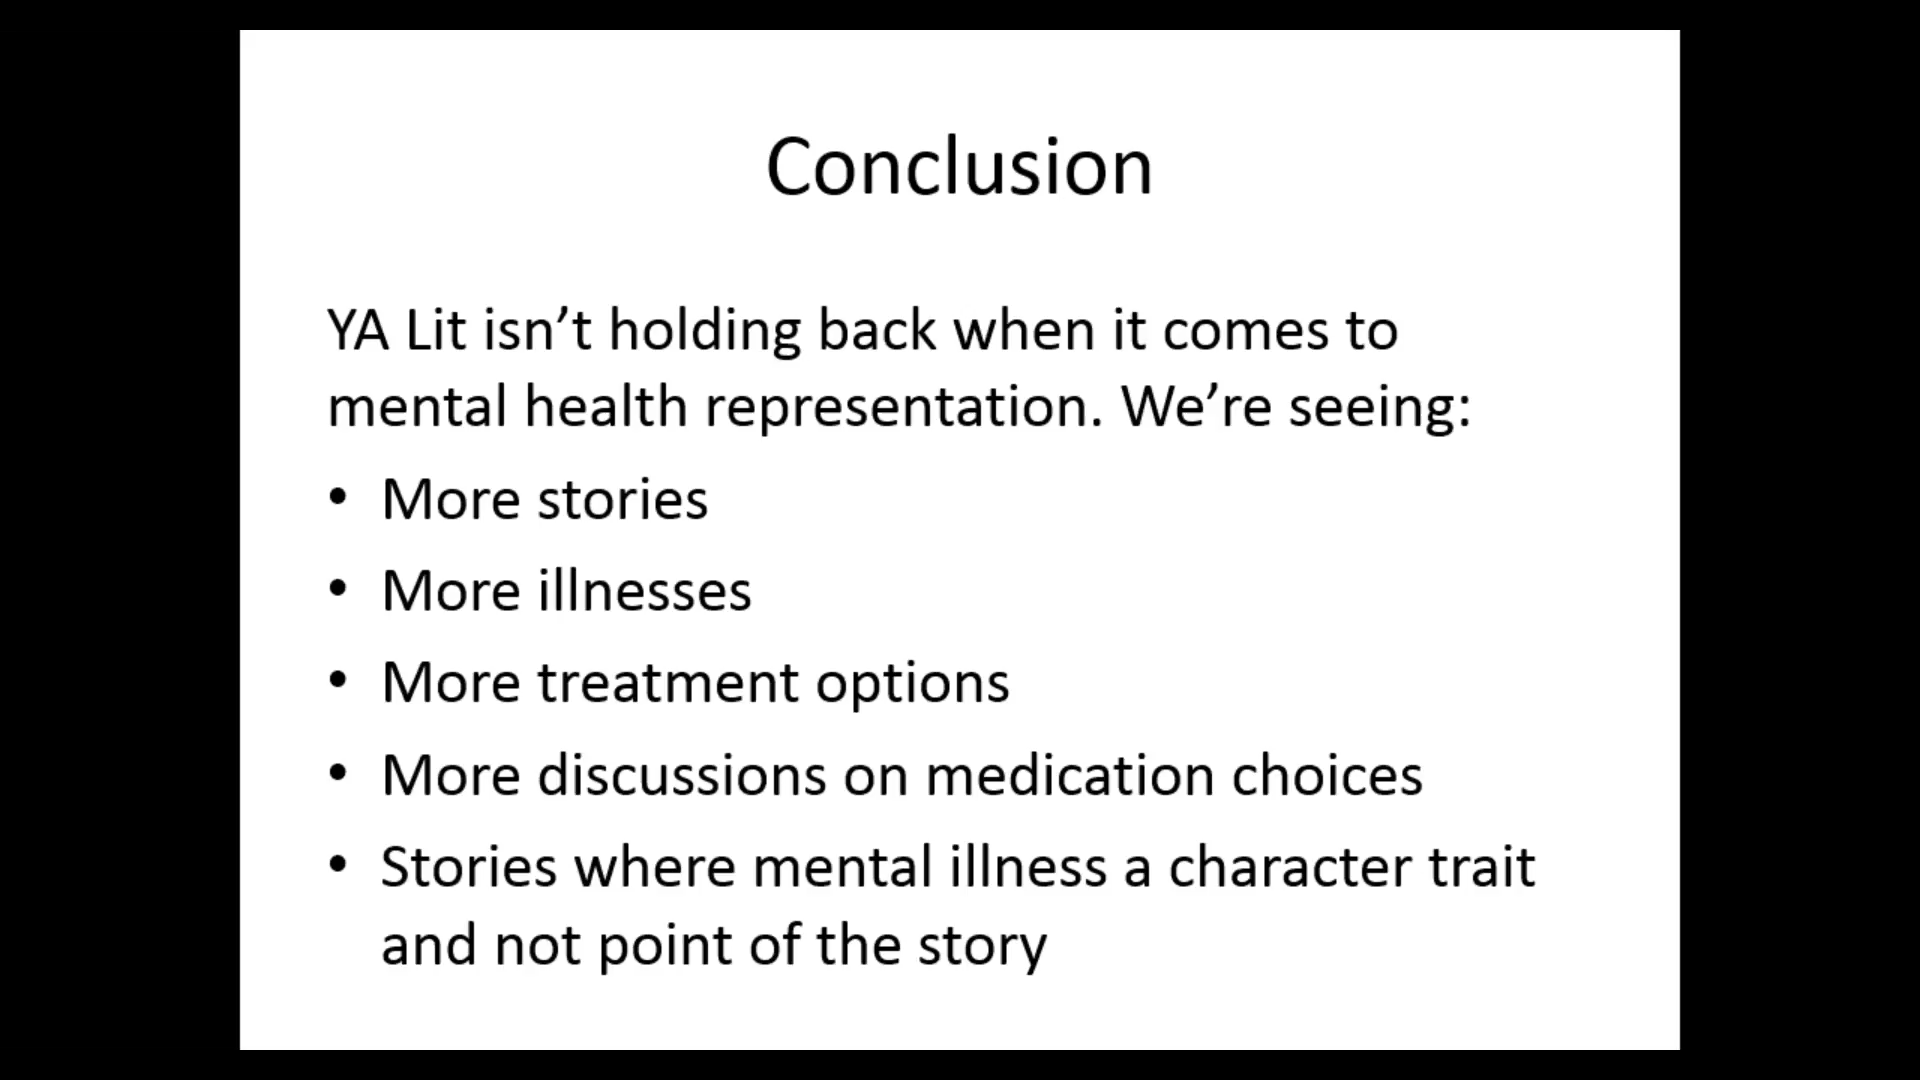 Conclusion
YA Lit isn’t holding back when it comes to
mental health representation. We’re seeing:
• More stories
• More illnesses
• More treatment options
• More discussions on medication choices
• Stories where mental illness a character trait
and not point of the story